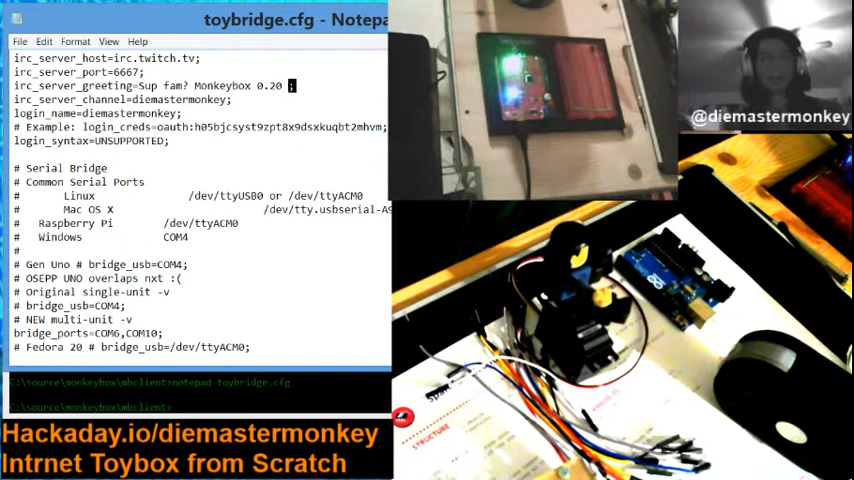 toybridge.cfg - Notepa
File Edit Format View Help
irc_server_host=irc.twitch.tv;
irc_server_port=6667;
irc_server_greeting=Sup fam? Monkeybox 0.20 ;
irc_server_channel=diemastermonkey;
login_name=diemastermonkey;
# Example: login_creds=oauth:h05bjcsyst9zpt8x9dsxkuqbt2mhvm;
login_syntax=UNSUPPORTED;
# Serial Bridge
# Common Serial Ports
# Linux /dev/ttyUSB0 or /dev/ttyACM0
# Mac OS X /dev/tty.usbserial-A9
# Raspberry Pi /dev/ttyACM0
# Windows COM4
#
# Gen Uno # bridge_usb=COM4;
# OSEPP UNO overlaps nxt :(
# Original single-unit -v
# bridge_usb=COM4;
# NEW multi-unit -v
bridge_ports=COM6,COM10;
# Fedora 20 # bridge_usb=/dev/ttyACM0;
C:\source\monkeybox\mbclient>notepad toybridge.cfg
C:\source\monkeybox\mbclient>
Hackaday.io/diemastermonkey
Intrnet Toybox from Scratch
@diemastermonkey
STRUCTURE